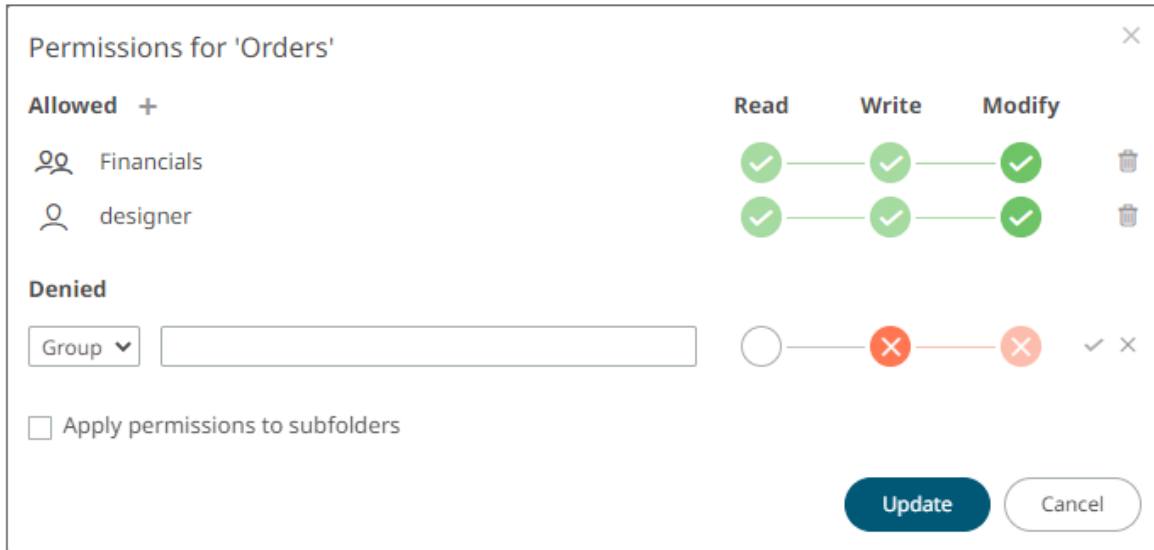 Permissions for 'Orders'
Allowed + Read Write Modify
Financials
designer
Denied
Group
Apply permissions to subfolders
Update Cancel